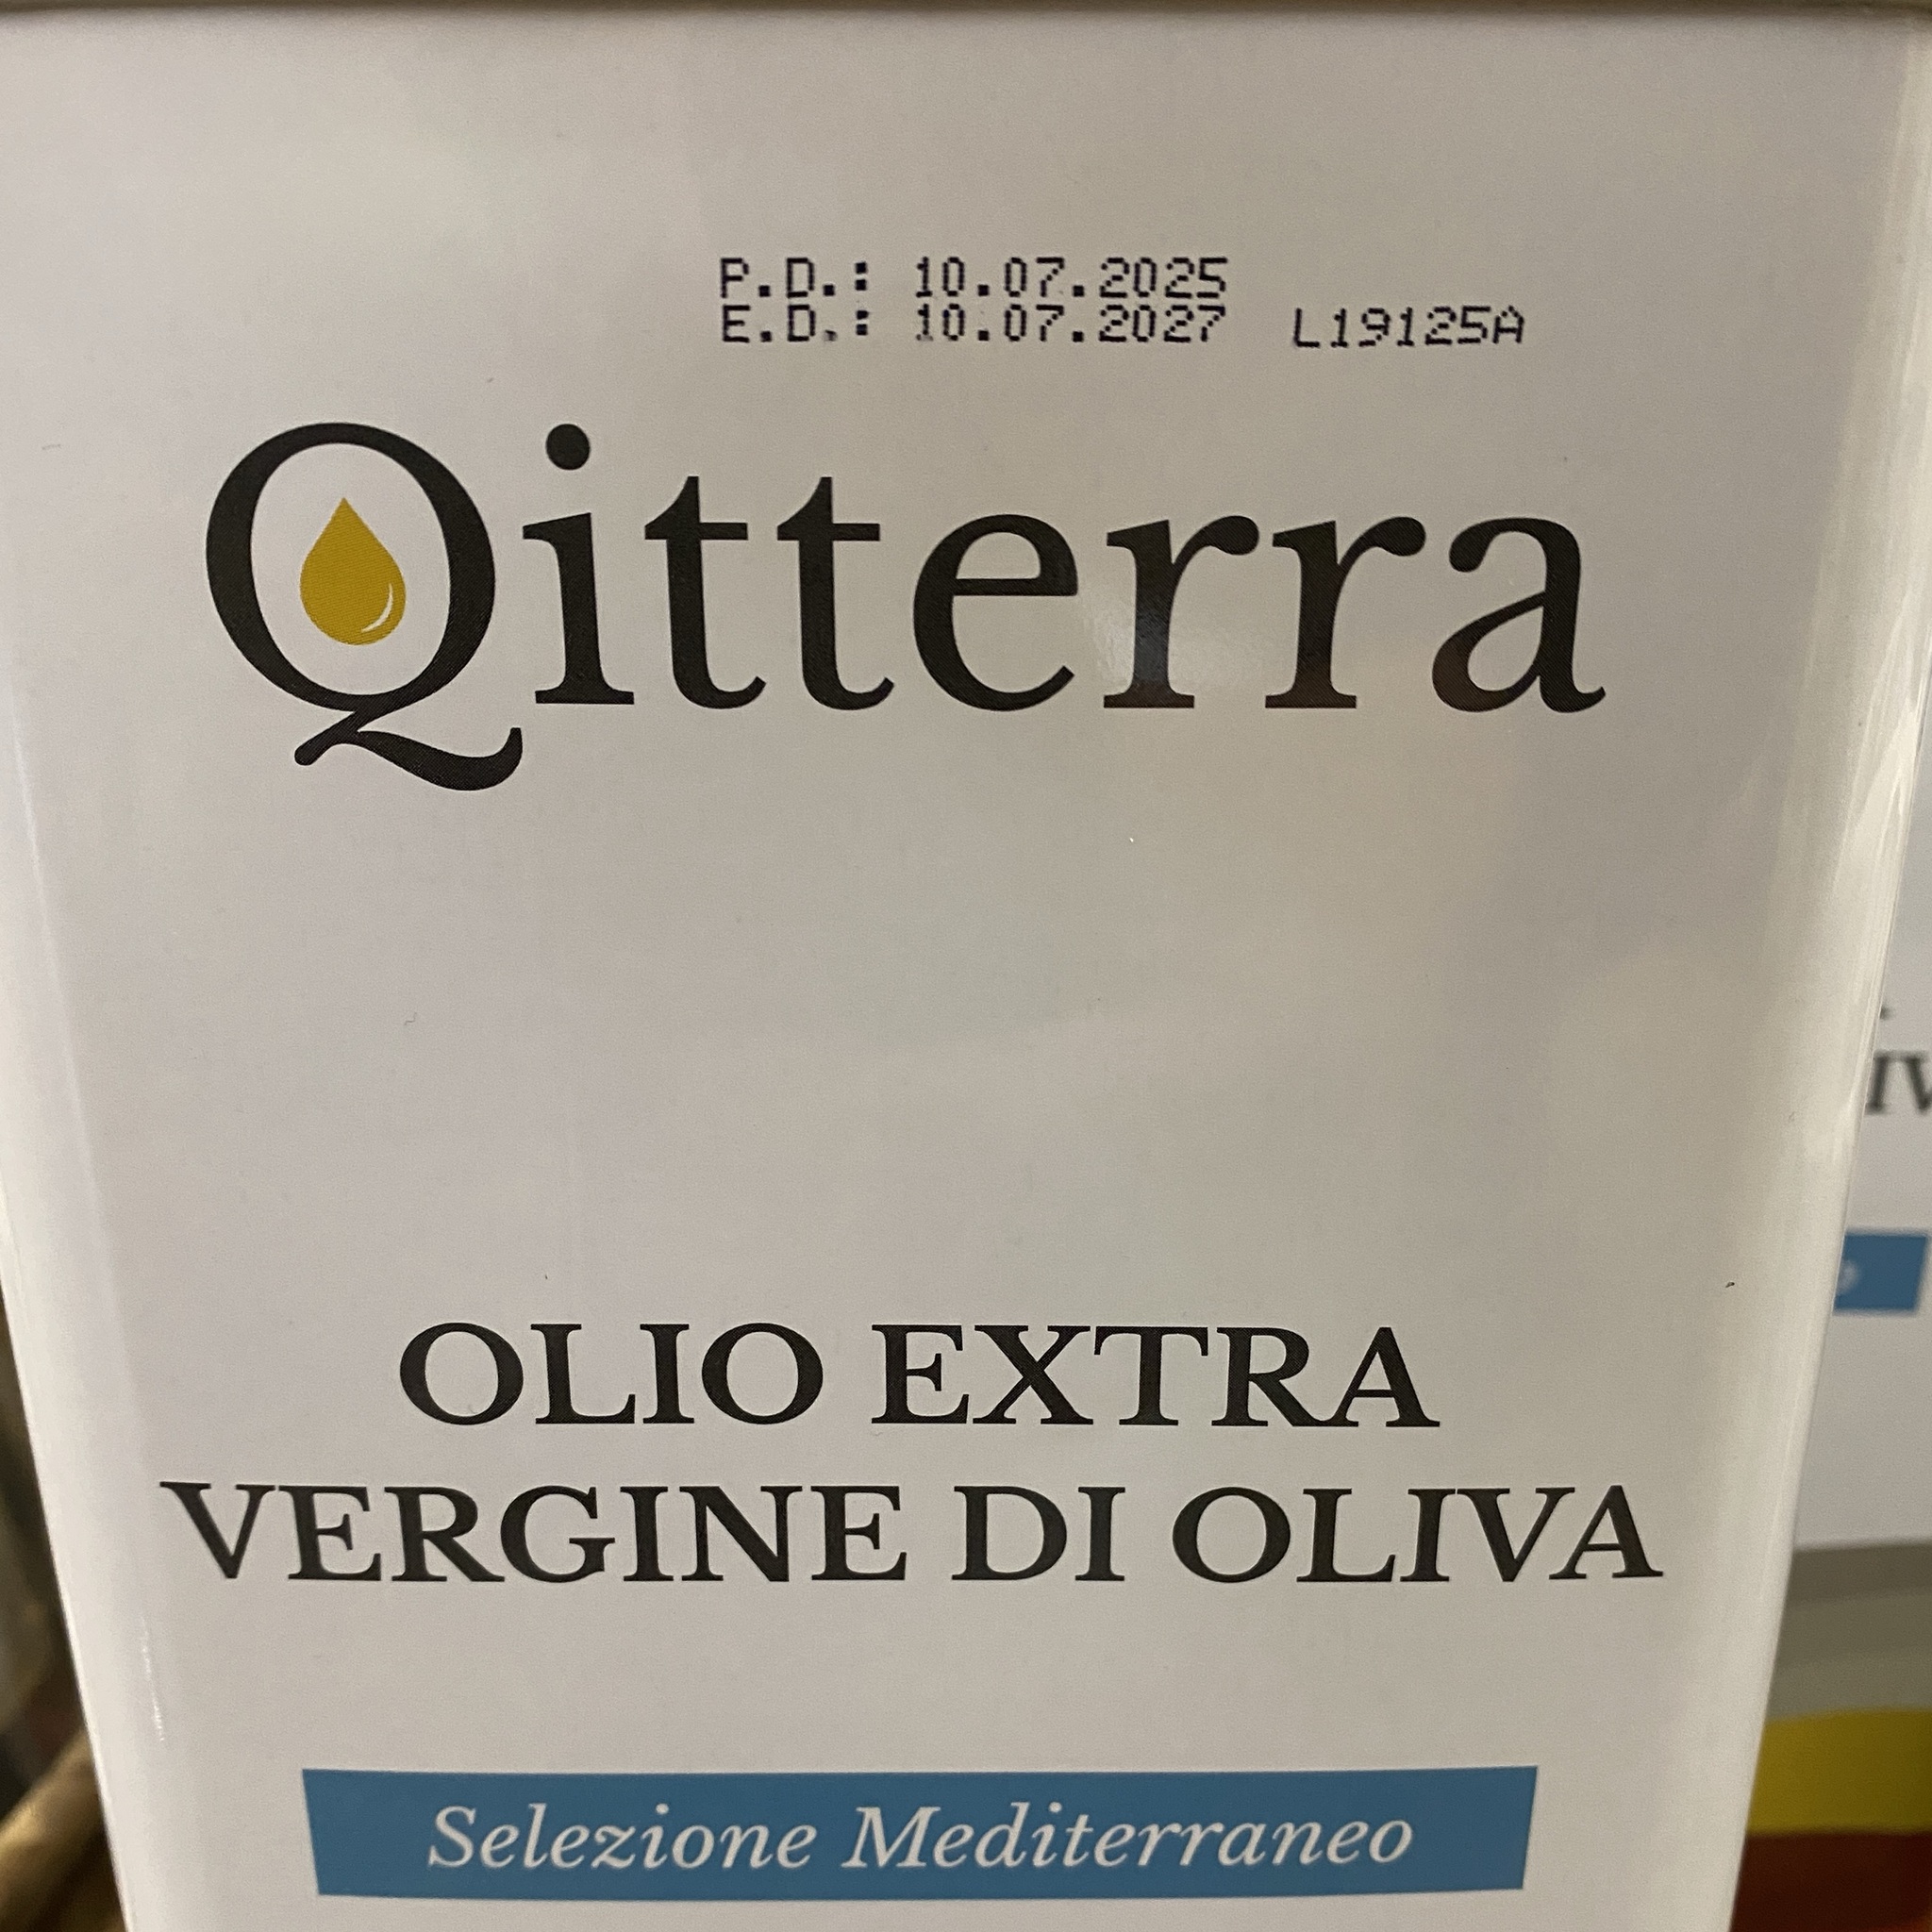 P.D.: 10.07.2025
E.D.: 10.07.2027 L19125A
Qitterra
OLIO EXTRA
VERGINE DI OLIVA
Selezione Mediterraneo